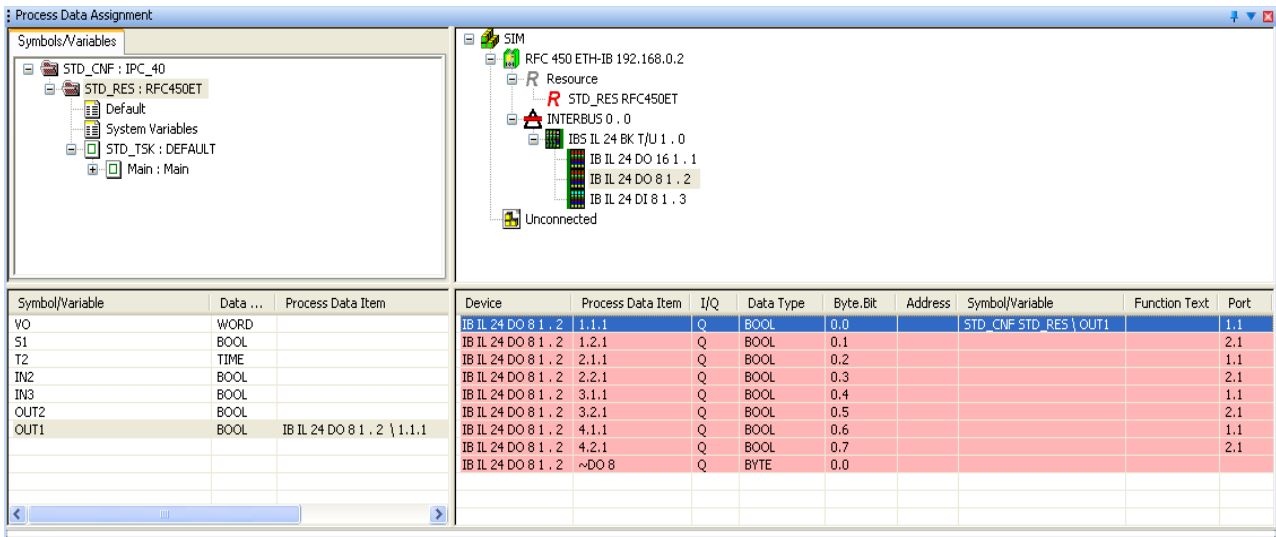 Process Data Assignment
Symbols/Variables
STD_CNF : IPC_40
STD_RES : RFC450ET
Default
System Variables
STD_TSK : DEFAULT
Main : Main
SIM
RFC 450 ETH-IB 192.168.0.2
Resource
STD_RES RFC450ET
INTERBUS 0 . 0
IBS IL 24 BK T/U 1 . 0
IB IL 24 DO 16 1 . 1
IB IL 24 DO 8 1 . 2
IB IL 24 DI 8 1 . 3
Unconnected
Symbol/Variable Data ... Process Data Item
VO WORD
S1 BOOL
T2 TIME
IN2 BOOL
IN3 BOOL
OUT2 BOOL
OUT1 BOOL IB IL 24 DO 8 1 . 2 \ 1.1.1
Device Process Data Item I/Q Data Type Byte.Bit Address Symbol/Variable Function Text Port
IB IL 24 DO 8 1 . 2 1.1.1 Q BOOL 0.0 STD_CNF STD_RES \ OUT1 1.1
IB IL 24 DO 8 1 . 2 1.2.1 Q BOOL 0.1 2.1
IB IL 24 DO 8 1 . 2 2.1.1 Q BOOL 0.2 1.1
IB IL 24 DO 8 1 . 2 2.2.1 Q BOOL 0.3 2.1
IB IL 24 DO 8 1 . 2 3.1.1 Q BOOL 0.4 1.1
IB IL 24 DO 8 1 . 2 3.2.1 Q BOOL 0.5 2.1
IB IL 24 DO 8 1 . 2 4.1.1 Q BOOL 0.6 1.1
IB IL 24 DO 8 1 . 2 4.2.1 Q BOOL 0.7 2.1
IB IL 24 DO 8 1 . 2 ~DO 8 Q BYTE 0.0